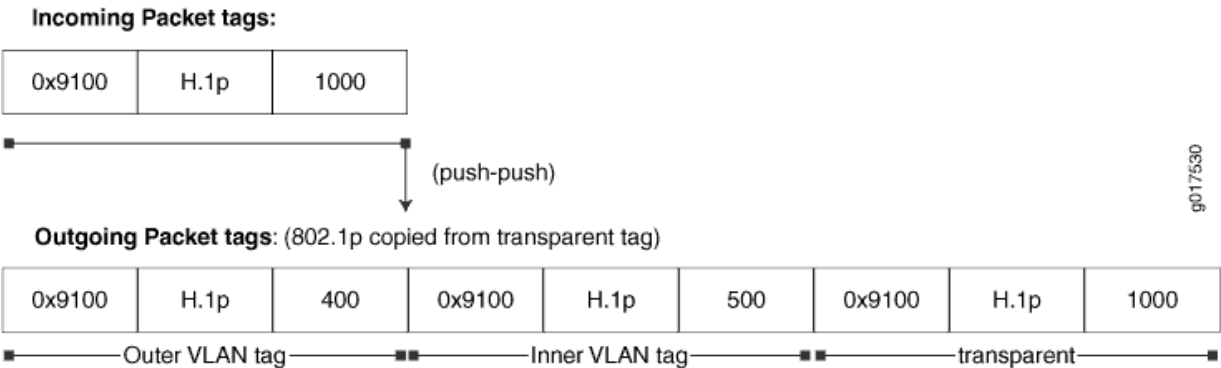 Incoming Packet tags:
0x9100 H.1p 1000
(push-push)
g017530
Outgoing Packet tags: (802.1p copied from transparent tag)
0x9100 H.1p 400 0x9100 H.1p 500 0x9100 H.1p 1000
Outer VLAN tag Inner VLAN tag transparent